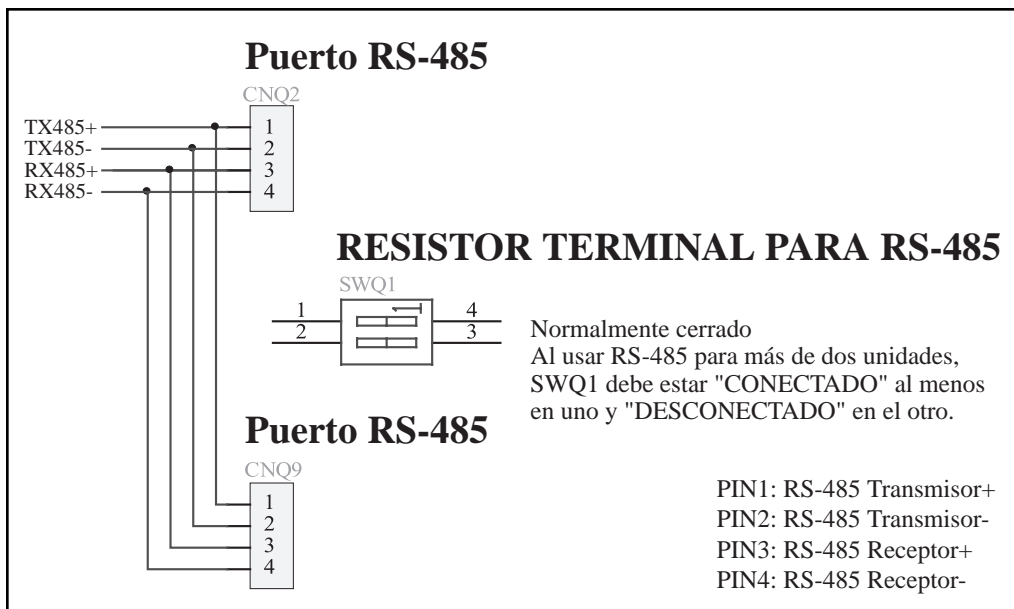 Puerto RS-485
CNQ2
TX485+
TX485-
RX485+
RX485-
1
2
3
4
RESISTOR TERMINAL PARA RS-485
SWQ1
1
2
4
3
1
Normalmente cerrado
Al usar RS-485 para más de dos unidades,
SWQ1 debe estar "CONECTADO" al menos
en uno y "DESCONECTADO" en el otro.
Puerto RS-485
CNQ9
1
2
3
4
PIN1: RS-485 Transmisor+
PIN2: RS-485 Transmisor-
PIN3: RS-485 Receptor+
PIN4: RS-485 Receptor-